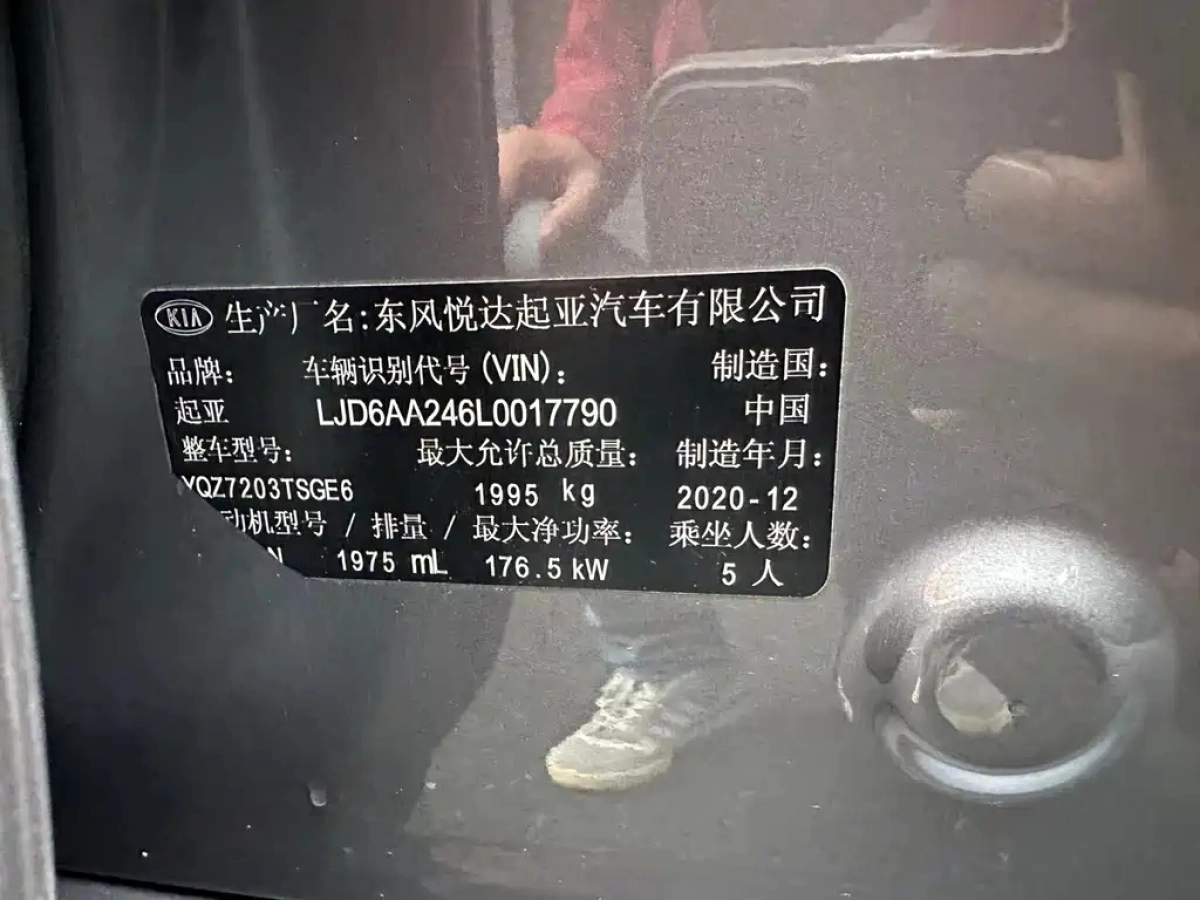 KIA 生产厂名:东风悦达起亚汽车有限公司
品牌: 车辆识别代号(VIN): 制造国:
起亚 LJD6AA246L0017790 中国
整车型号: 最大允许总质量: 制造年月:
YQZ7203TSGE6 1995 kg 2020-12
动机型号 / 排量 / 最大净功率: 乘坐人数:
N 1975 mL 176.5 kW 5 人